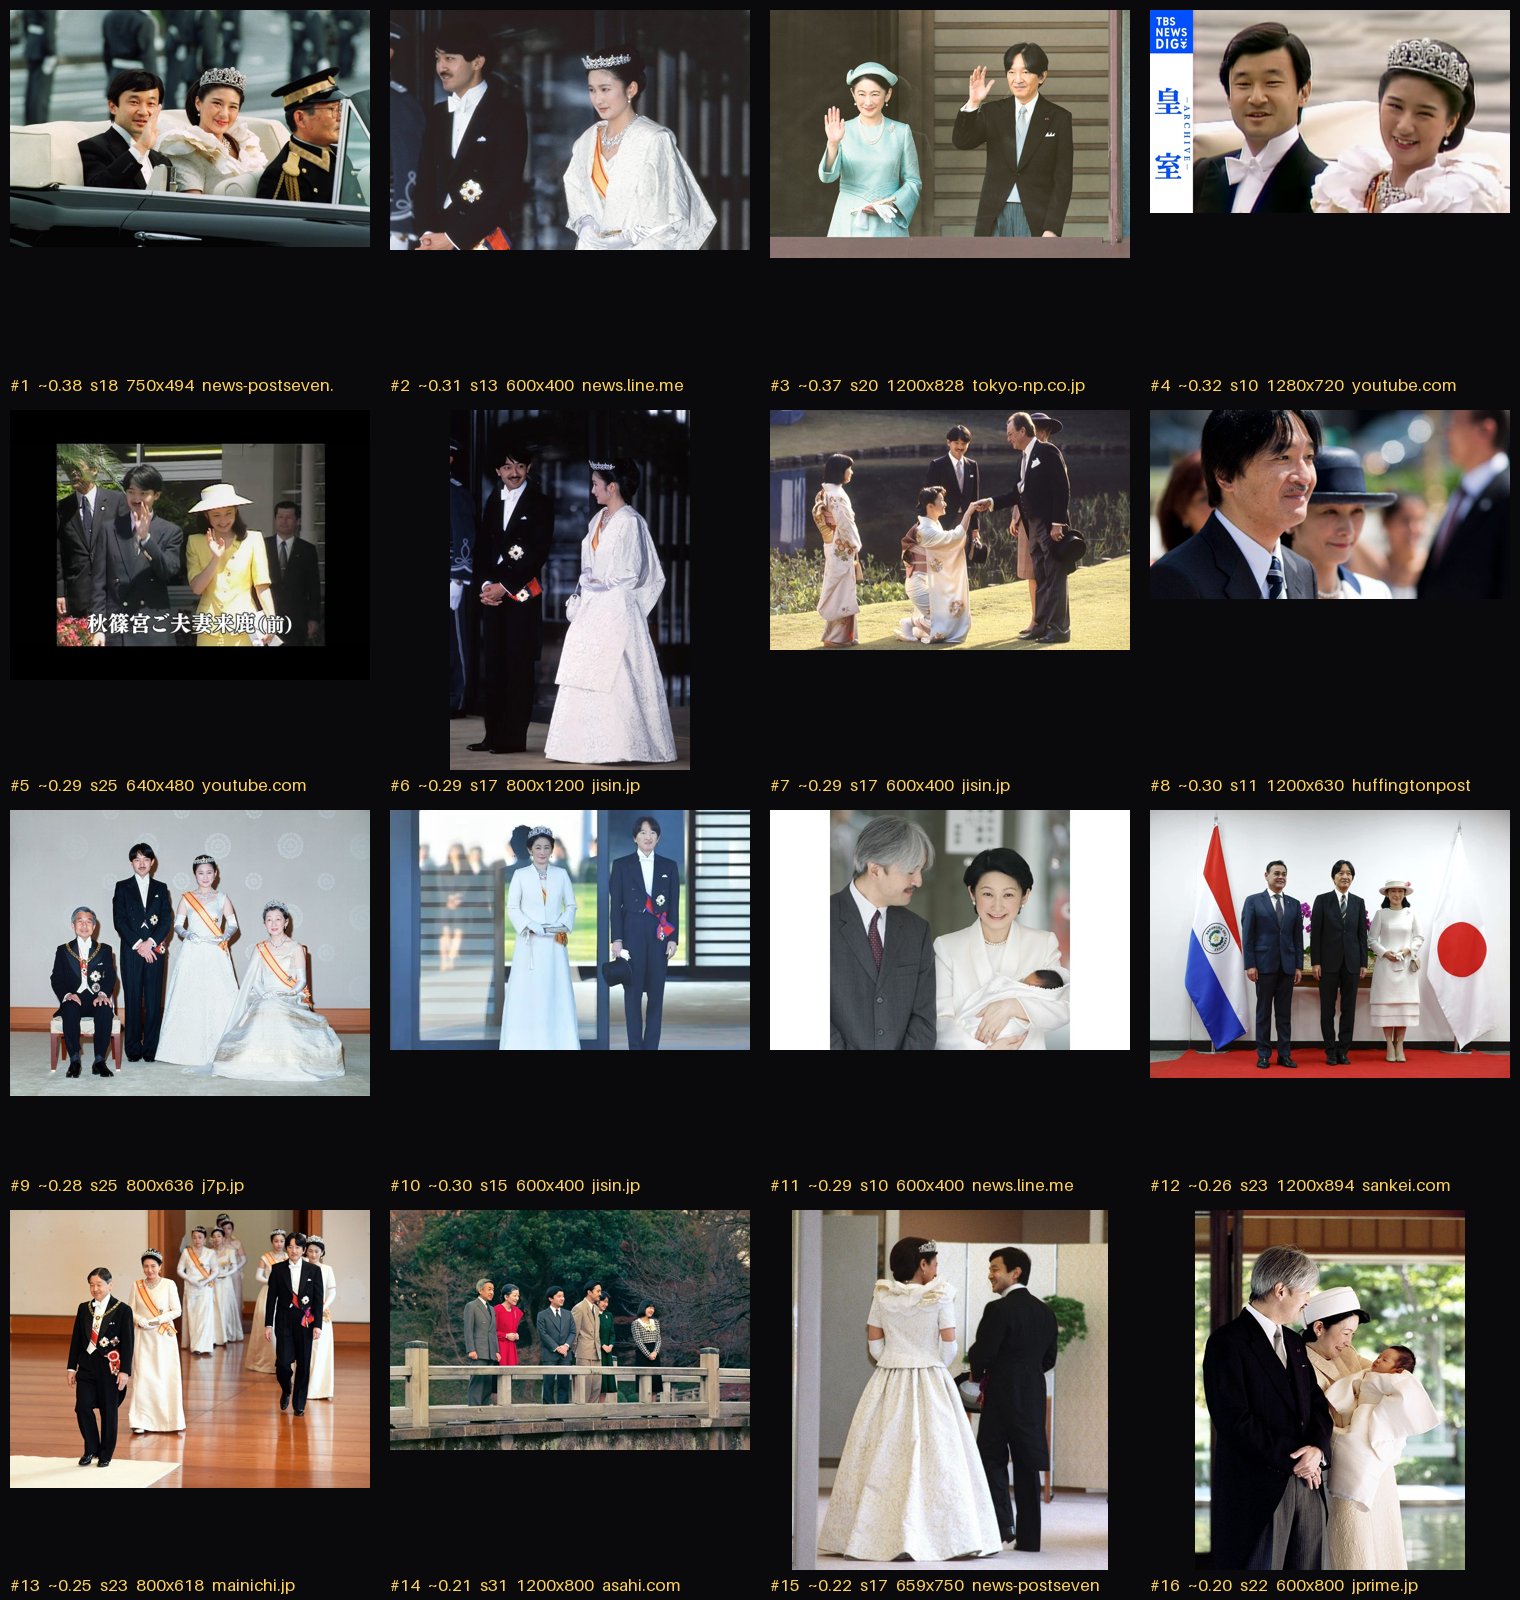 TBS
NEWS
DIG
皇室
−ARCHIVE−
#1 ~0.38 s18 750x494 news-postseven.
#2 ~0.31 s13 600x400 news.line.me
#3 ~0.37 s20 1200x828 tokyo-np.co.jp
#4 ~0.32 s10 1280x720 youtube.com
秋篠宮ご夫妻来鹿(前)
#5 ~0.29 s25 640x480 youtube.com
#6 ~0.29 s17 800x1200 jisin.jp
#7 ~0.29 s17 600x400 jisin.jp
#8 ~0.30 s11 1200x630 huffingtonpost
#9 ~0.28 s25 800x636 j7p.jp
#10 ~0.30 s15 600x400 jisin.jp
#11 ~0.29 s10 600x400 news.line.me
#12 ~0.26 s23 1200x894 sankei.com
#13 ~0.25 s23 800x618 mainichi.jp
#14 ~0.21 s31 1200x800 asahi.com
#15 ~0.22 s17 659x750 news-postseven
#16 ~0.20 s22 600x800 jprime.jp